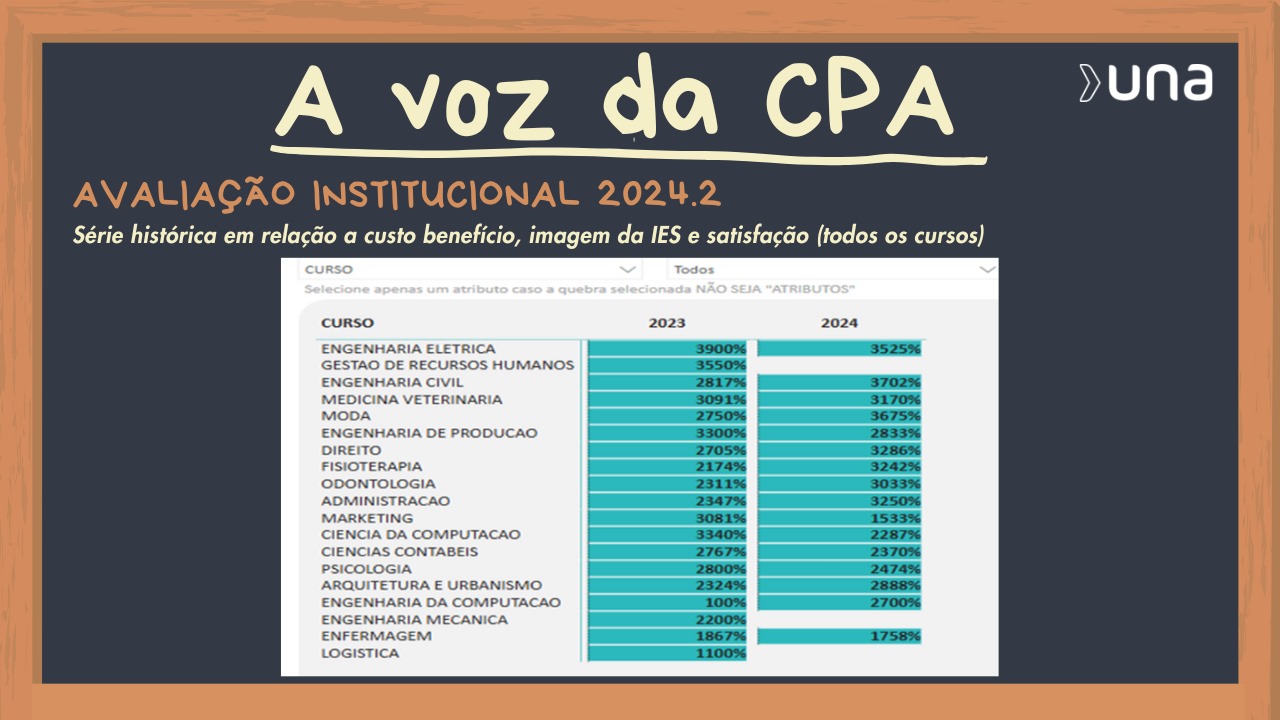 A voz da CPA
una
AVALIAÇÃO INSTITUCIONAL 2024.2
Série histórica em relação a custo benefício, imagem da IES e satisfação (todos os cursos)
CURSO Todos
Selecione apenas um atributo caso a quebra selecionada NÃO SEJA "ATRIBUTOS"
CURSO 2023 2024
ENGENHARIA ELETRICA 3900% 3525%
GESTAO DE RECURSOS HUMANOS 3550%
ENGENHARIA CIVIL 2817% 3702%
MEDICINA VETERINARIA 3091% 3170%
MODA 2750% 3675%
ENGENHARIA DE PRODUCAO 3300% 2833%
DIREITO 2705% 3286%
FISIOTERAPIA 2174% 3242%
ODONTOLOGIA 2311% 3033%
ADMINISTRACAO 2347% 3250%
MARKETING 3081% 1533%
CIENCIA DA COMPUTACAO 3340% 2287%
CIENCIAS CONTABEIS 2767% 2370%
PSICOLOGIA 2800% 2474%
ARQUITETURA E URBANISMO 2324% 2888%
ENGENHARIA DA COMPUTACAO 100% 2700%
ENGENHARIA MECANICA 2200%
ENFERMAGEM 1867% 1758%
LOGISTICA 1100%